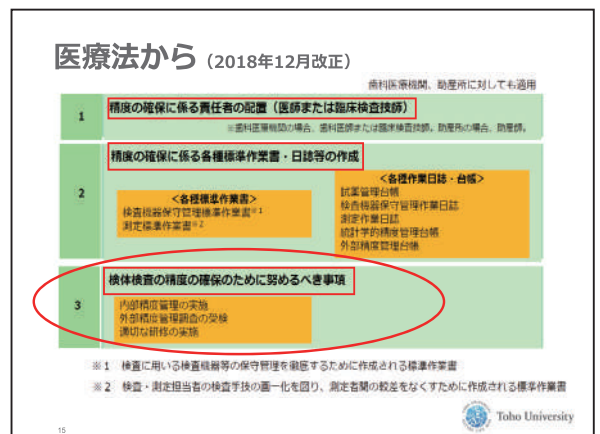 医療法から（2018年12月改正）
歯科医療機関、助産所に対しても適用
1
精度の確保に係る責任者の配置（医師または臨床検査技師）
※歯科医療機関の場合、歯科医師または臨床検査技師。助産所の場合、助産師。
2
精度の確保に係る各種標準作業書・日誌等の作成
＜各種標準作業書＞
検査機器保守管理標準作業書※1
測定標準作業書※2
＜各種作業日誌・台帳＞
試薬管理台帳
検査機器保守管理作業日誌
測定作業日誌
統計学的精度管理台帳
外部精度管理台帳
3
検体検査の精度の確保のために努めるべき事項
内部精度管理の実施
外部精度管理調査の受検
適切な研修の実施
※1 検査に用いる検査機器等の保守管理を徹底するために作成される標準作業書
※2 検査・測定担当者の検査手技の画一化を図り、測定者間の較差をなくすために作成される標準作業書
Toho University
15